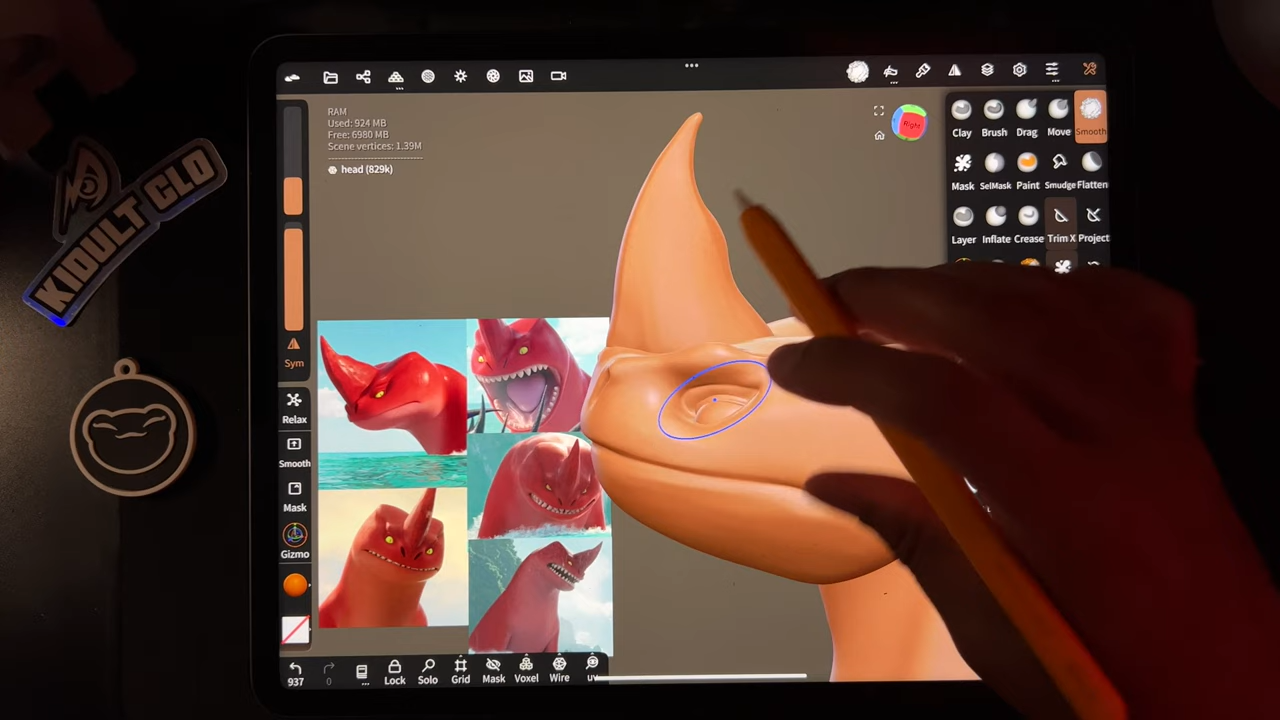 KIDULT CLO
RAM
Used: 924 MB
Free: 6980 MB
Scene vertices: 1.39M
head (829k)
Right
Clay Brush Drag Move Smooth
Mask SelMask Paint Smudge Flatten
Layer Inflate Crease Trim X Project
Sym
Relax
Smooth
Mask
Gizmo
937 0 Lock Solo Grid Mask Voxel Wire uv